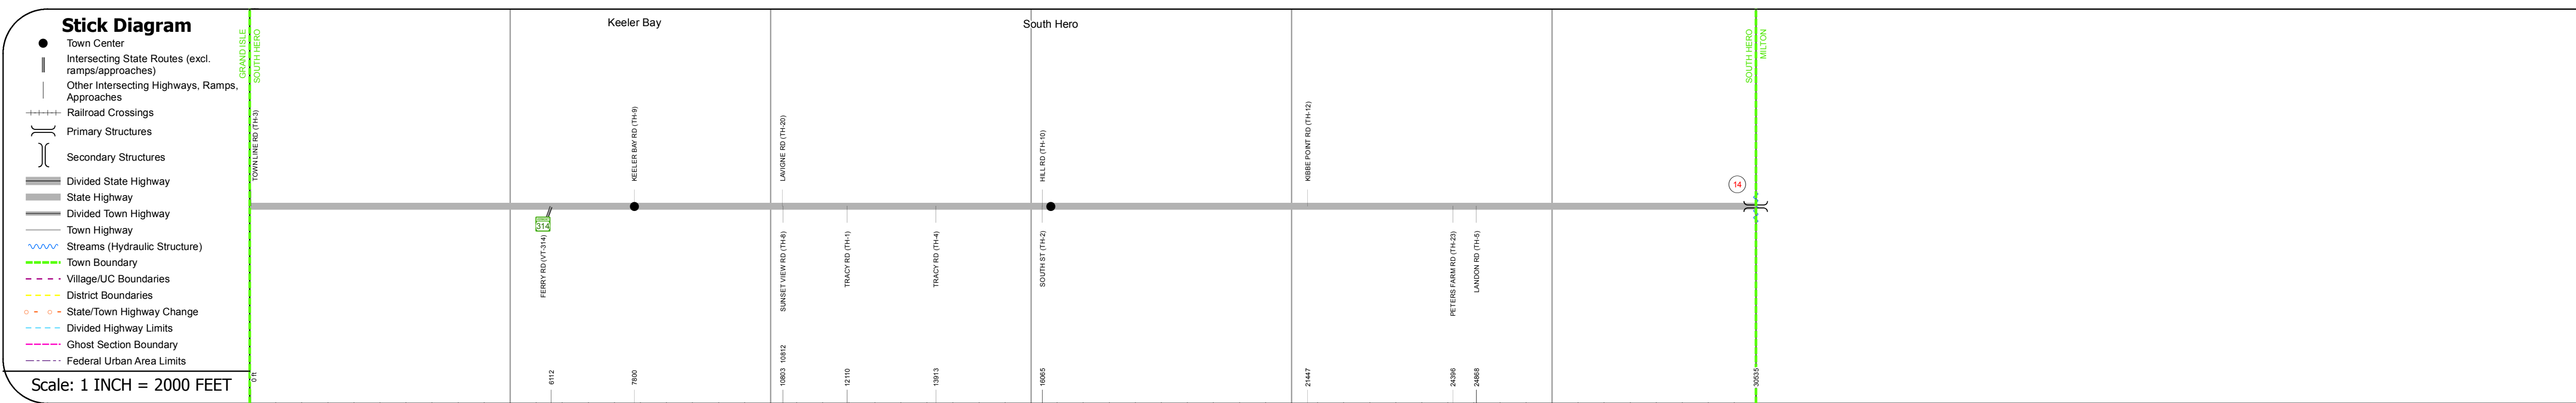 Stick Diagram
Town Center
Intersecting State Routes (excl.
ramps/approaches)
Other Intersecting Highways, Ramps,
Approaches
Railroad Crossings
Primary Structures
Secondary Structures
Divided State Highway
State Highway
Divided Town Highway
Town Highway
Streams (Hydraulic Structure)
Town Boundary
Village/UC Boundaries
District Boundaries
State/Town Highway Change
Divided Highway Limits
Ghost Section Boundary
Federal Urban Area Limits
Scale: 1 INCH = 2000 FEET
GRAND ISLE
SOUTH HERO
Keeler Bay
South Hero
SOUTH HERO
MILTON
TOWN LINE RD (TH-3)
KEELER BAY RD (TH-9)
LAVIGNE RD (TH-20)
HILL RD (TH-10)
KIBBE POINT RD (TH-12)
14
314
FERRY RD (VT-314)
SUNSET VIEW RD (TH-8)
TRACY RD (TH-1)
TRACY RD (TH-4)
SOUTH ST (TH-2)
PETERS FARM RD (TH-23)
LANDON RD (TH-5)
0 ft
6112
7800
10803 10812
12110
13913
16065
21447
24396
24868
30535